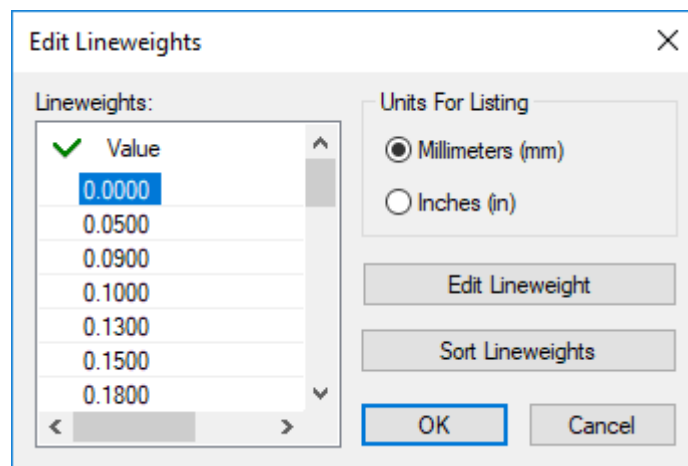 Edit Lineweights
Lineweights:
Value
0.0000
0.0500
0.0900
0.1000
0.1300
0.1500
0.1800
Units For Listing
Millimeters (mm)
Inches (in)
Edit Lineweight
Sort Lineweights
OK
Cancel